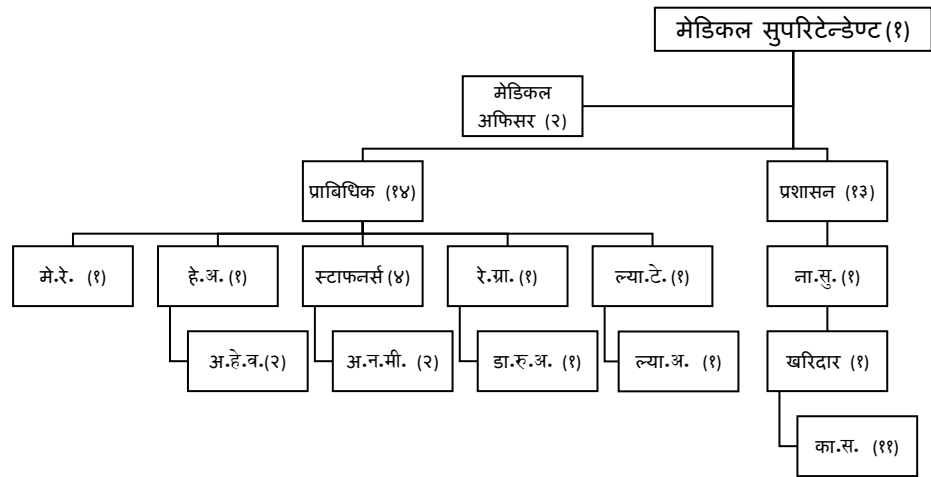 मेडिकल सुपरिटेन्डेण्ट (१)
मेडिकल
अफिसर (२)
प्राबिधिक (१४)
प्रशासन (१३)
मे.रे. (१)
हे.अ. (१)
स्टाफनर्स (४)
रे.ग्रा. (१)
ल्या.टे. (१)
ना.सु. (१)
अ.हे.व.(२)
अ.न.मी. (२)
डा.रु.अ. (१)
ल्या.अ. (१)
खरिदार (१)
का.स. (११)